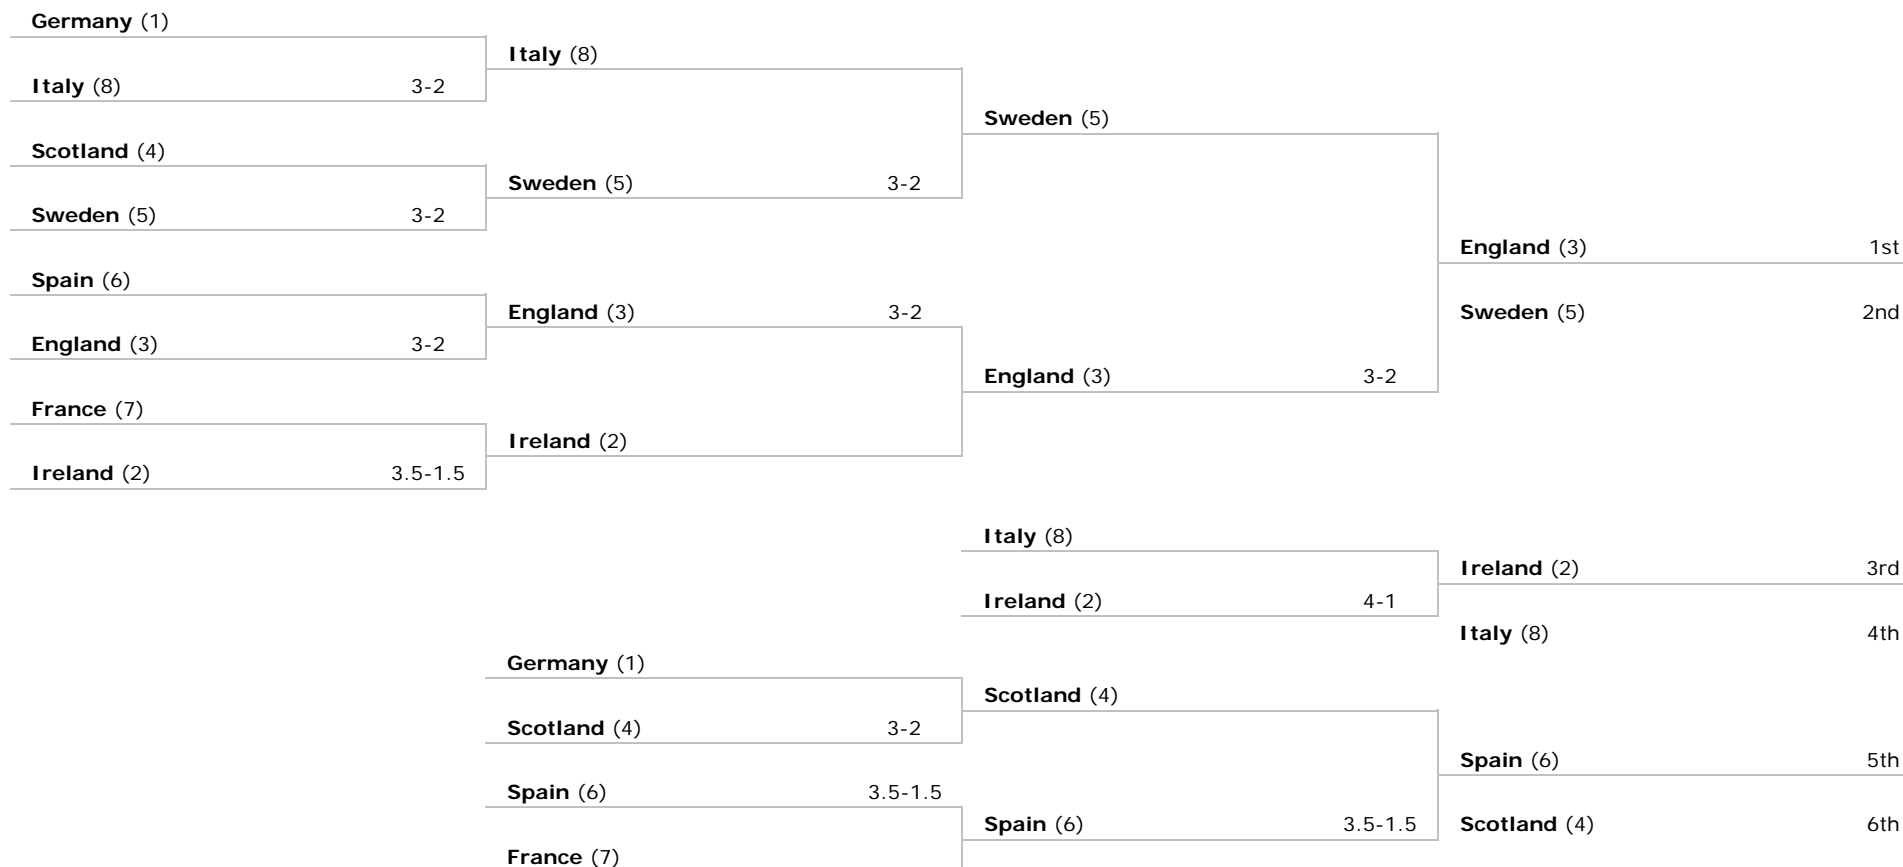 Germany (1)
Italy (8)
Italy (8) 3-2
Sweden (5)
Scotland (4)
Sweden (5) 3-2
Sweden (5) 3-2
England (3) 1st
Spain (6)
England (3) 3-2
Sweden (5) 2nd
England (3) 3-2
England (3) 3-2
France (7)
Ireland (2)
Ireland (2) 3.5-1.5
Italy (8)
Ireland (2) 3rd
Ireland (2) 4-1
Italy (8) 4th
Germany (1)
Scotland (4)
Scotland (4) 3-2
Spain (6) 5th
Spain (6) 3.5-1.5
Spain (6) 3.5-1.5
Scotland (4) 6th
France (7)